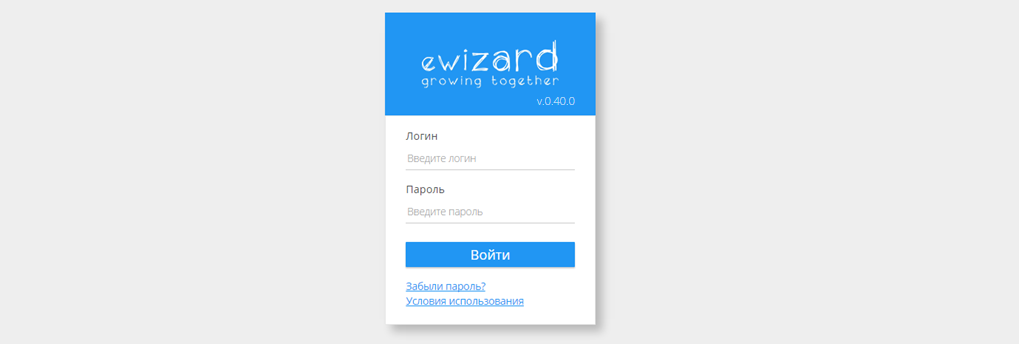 ewizard
growing together
v.0.40.0
Логин
Введите логин
Пароль
Введите пароль
Войти
Забыли пароль?
Условия использования